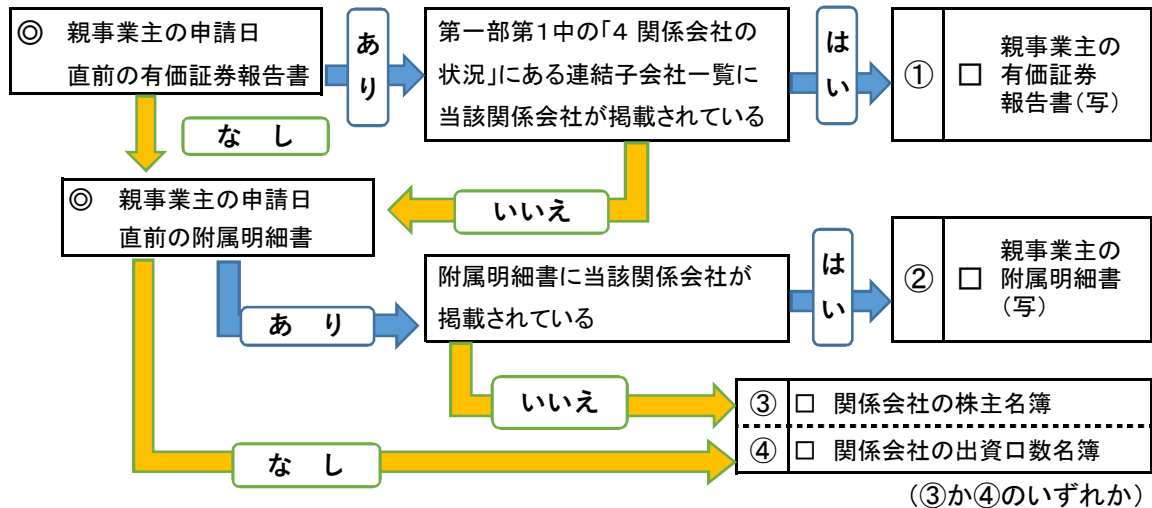 ◎ 親事業主の申請日
直前の有価証券報告書
あり
第一部第1中の「4 関係会社の
状況」にある連結子会社一覧に
当該関係会社が掲載されている
はい
① □ 親事業主の
有価証券
報告書(写)
なし
いいえ
◎ 親事業主の申請日
直前の附属明細書
あり
附属明細書に当該関係会社が
掲載されている
はい
② □ 親事業主の
附属明細書
(写)
いいえ
③ □ 関係会社の株主名簿
なし
④ □ 関係会社の出資口数名簿
(③か④のいずれか)